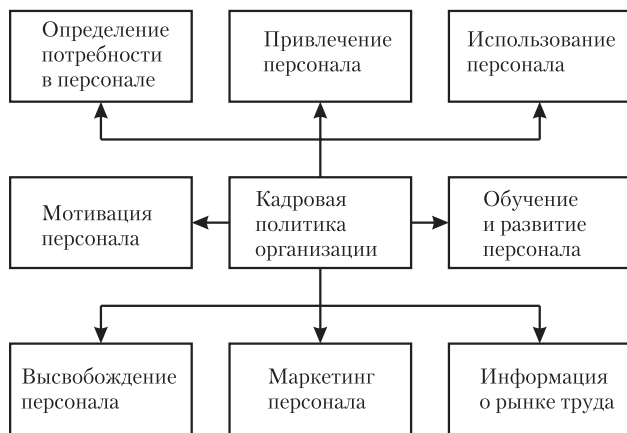 Определение
потребности
в персонале
Привлечение
персонала
Использование
персонала
Мотивация
персонала
Кадровая
политика
организации
Обучение
и развитие
персонала
Высвобождение
персонала
Маркетинг
персонала
Информация
о рынке труда